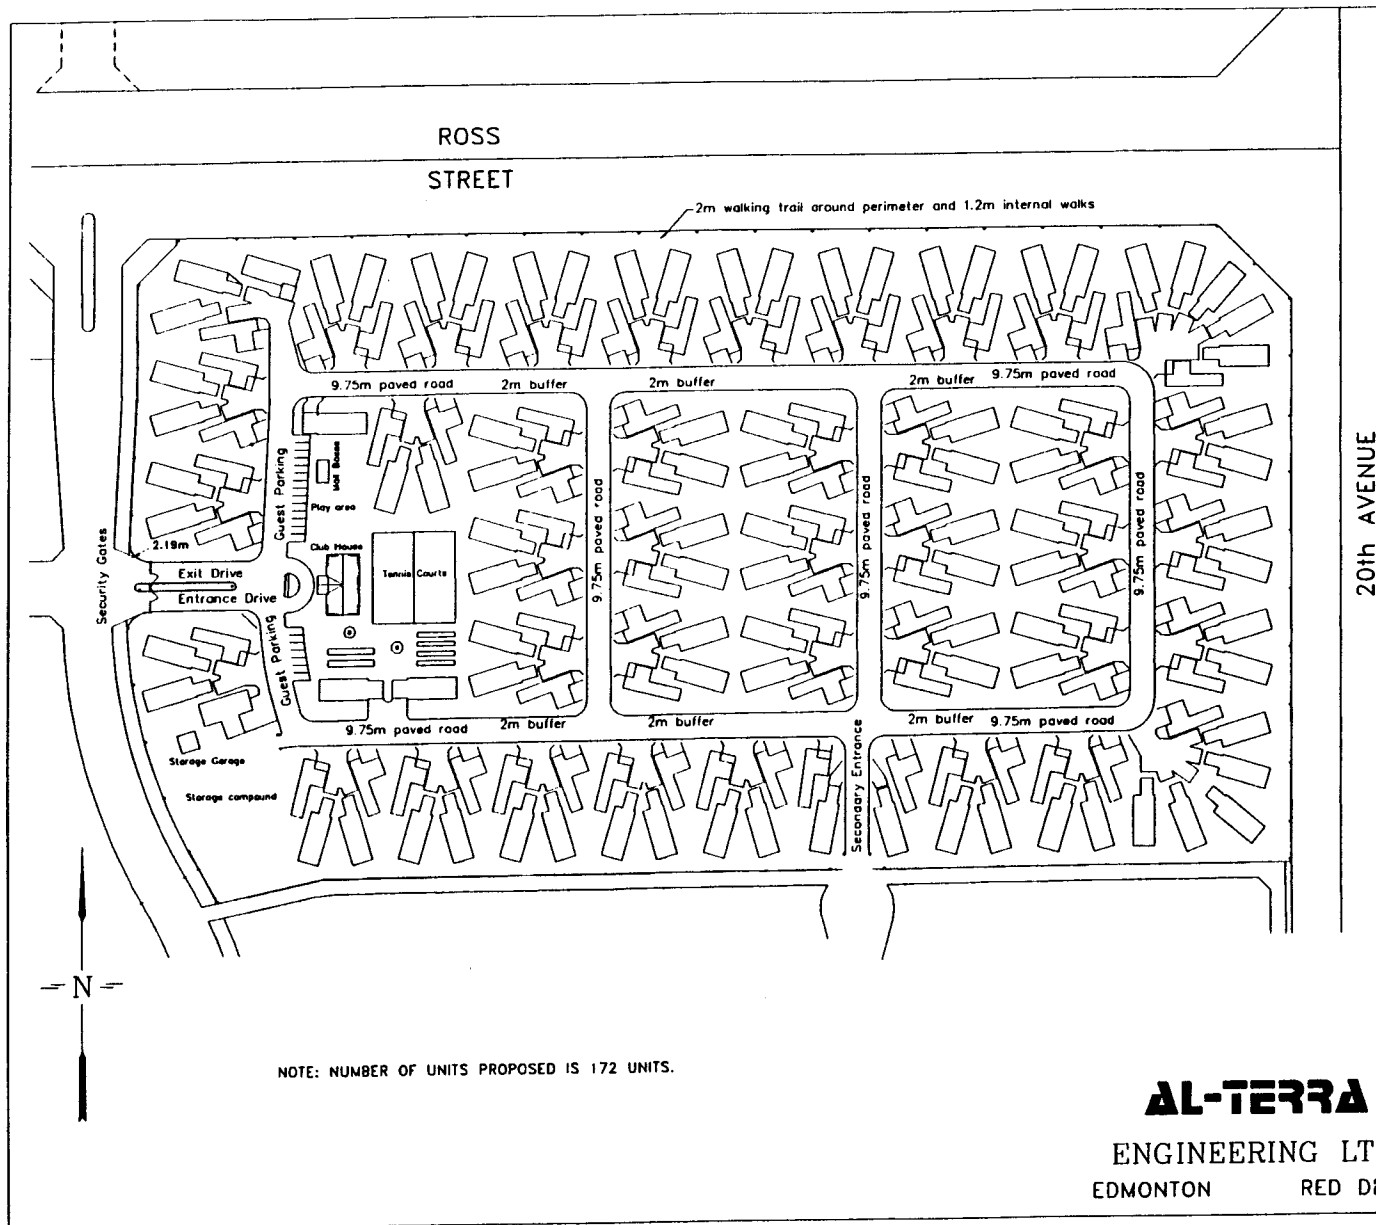 ROSS
STREET
2m walking trail around perimeter and 1.2m internal walks
9.75m paved road
2m buffer
2m buffer
2m buffer
9.75m paved road
Guest Parking
Mail Boxes
Play area
Club House
Tennis Courts
9.75m paved road
9.75m paved road
9.75m paved road
20th AVENUE
Security Gates
2.19m
Exit Drive
Entrance Drive
Guest Parking
9.75m paved road
2m buffer
2m buffer
2m buffer
9.75m paved road
Storage Garage
Storage compound
Secondary Entrance
N
NOTE: NUMBER OF UNITS PROPOSED IS 172 UNITS.
AL-TERRA
ENGINEERING LT
EDMONTON RED DE